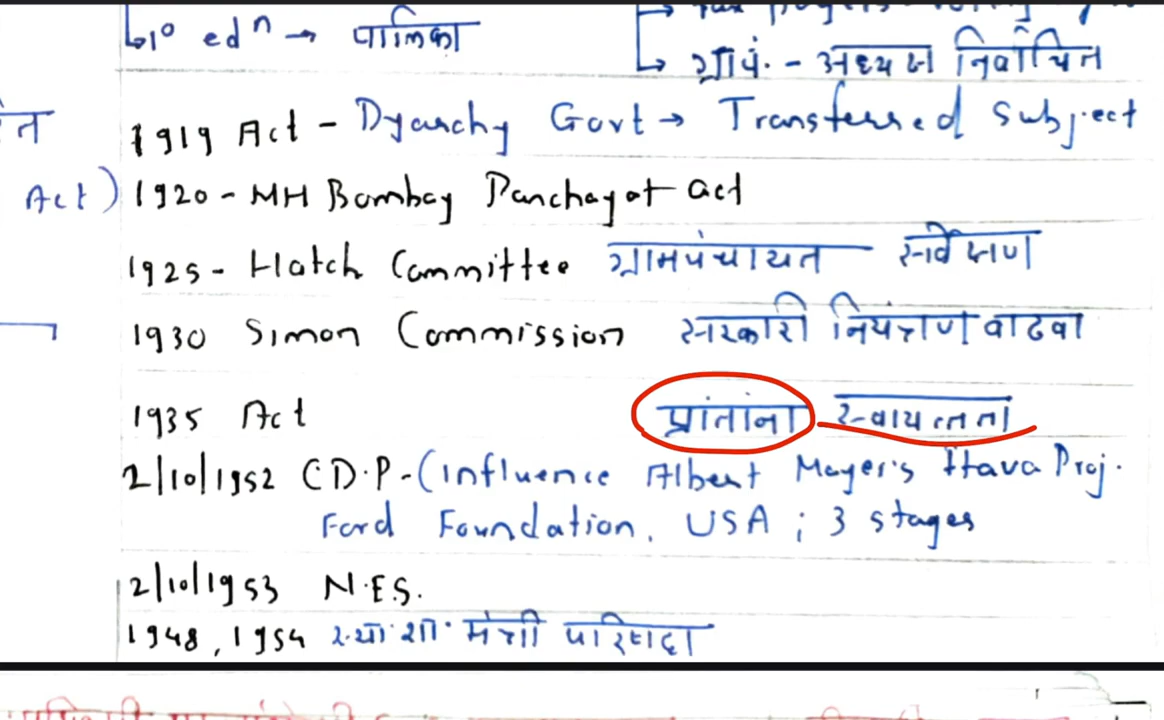 1⁰ edⁿ → पालिका
ग्रापं. - अध्यक्ष निर्वाचित
1919 Act - Dyarchy Govt → Transferred Subject
Act) 1920 - MH Bombay Panchayat act
1925 - Hatch Committee ग्रामपंचायत सर्वेक्षण
1930 Simon Commission सरकारी नियंत्रण वाढवा
1935 Act प्रांतांना स्वायत्तता
2/10/1952 C.D.P - (influence Albert Mayer's Itava Proj.
Ford Foundation, USA ; 3 stages
2/10/1953 N.E.S.
1948, 1954 स्था. शा. मंत्री परिषदा